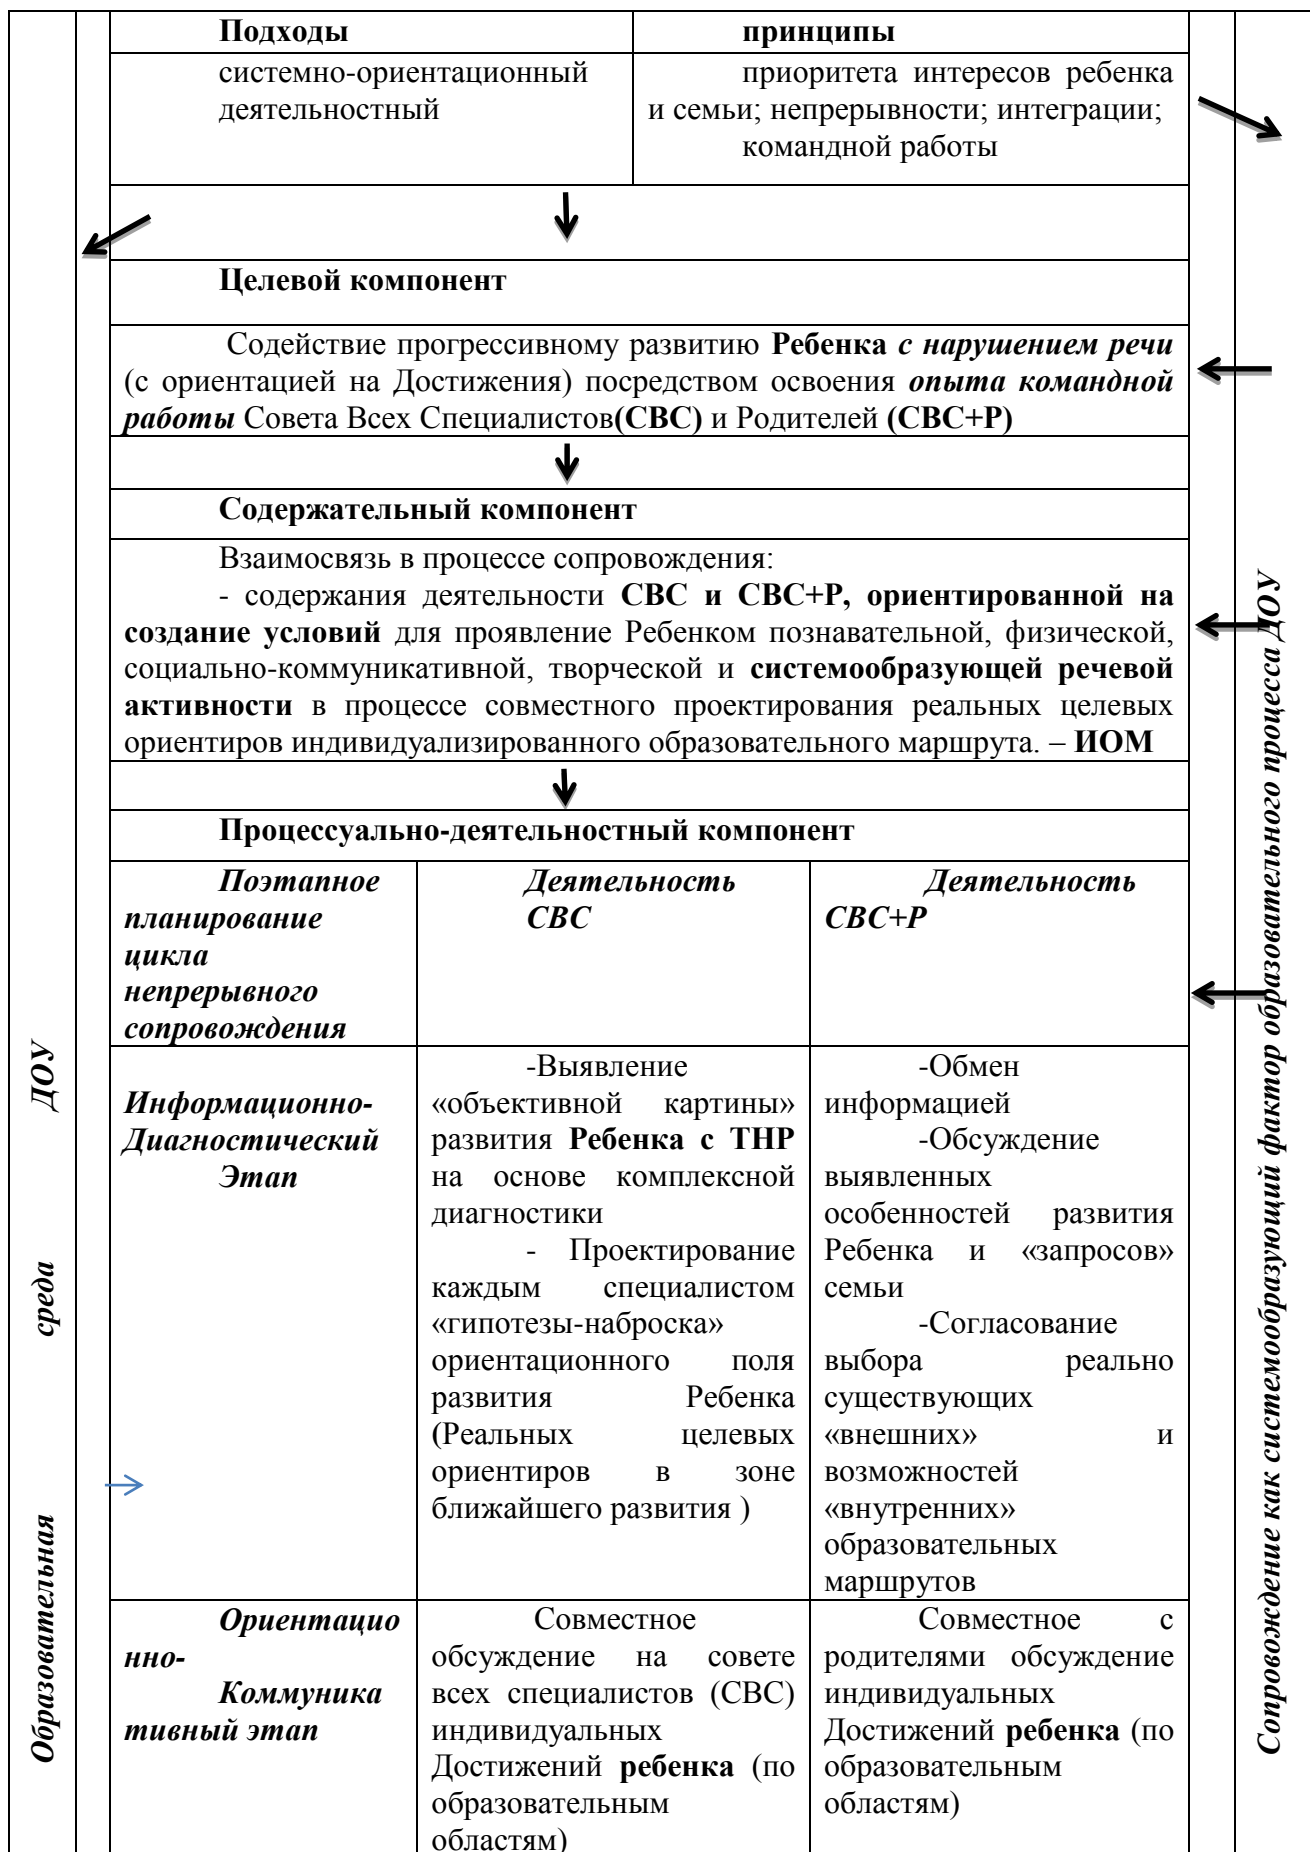 Подходы
принципы
системно-ориентационный
деятельностный
приоритета интересов ребенка
и семьи; непрерывности; интеграции;
командной работы
Целевой компонент
Содействие прогрессивному развитию Ребенка с нарушением речи
(с ориентацией на Достижения) посредством освоения опыта командной
работы Совета Всех Специалистов(СВС) и Родителей (СВС+Р)
Содержательный компонент
Взаимосвязь в процессе сопровождения:
- содержания деятельности СВС и СВС+Р, ориентированной на
создание условий для проявление Ребенком познавательной, физической,
социально-коммуникативной, творческой и системообразующей речевой
активности в процессе совместного проектирования реальных целевых
ориентиров индивидуализированного образовательного маршрута. – ИОМ
Процессуально-деятельностный компонент
Поэтапное
планирование
цикла
непрерывного
сопровождения
Деятельность
СВС
Деятельность
СВС+Р
Информационно-
Диагностический
Этап
-Выявление
«объективной картины»
развития Ребенка с ТНР
на основе комплексной
диагностики
- Проектирование
каждым специалистом
«гипотезы-наброска»
ориентационного поля
развития Ребенка
(Реальных целевых
ориентиров в зоне
ближайшего развития )
-Обмен
информацией
-Обсуждение
выявленных
особенностей развития
Ребенка и «запросов»
семьи
-Согласование
выбора реально
существующих
«внешних» и
возможностей
«внутренних»
образовательных
маршрутов
Ориентацио
нно-
Коммуника
тивный этап
Совместное
обсуждение на совете
всех специалистов (СВС)
индивидуальных
Достижений ребенка (по
образовательным
областям)
Совместное с
родителями обсуждение
индивидуальных
Достижений ребенка (по
образовательным
областям)
Образовательная среда ДОУ
Сопровождение как системообразующий фактор образовательного процесса ДОУ